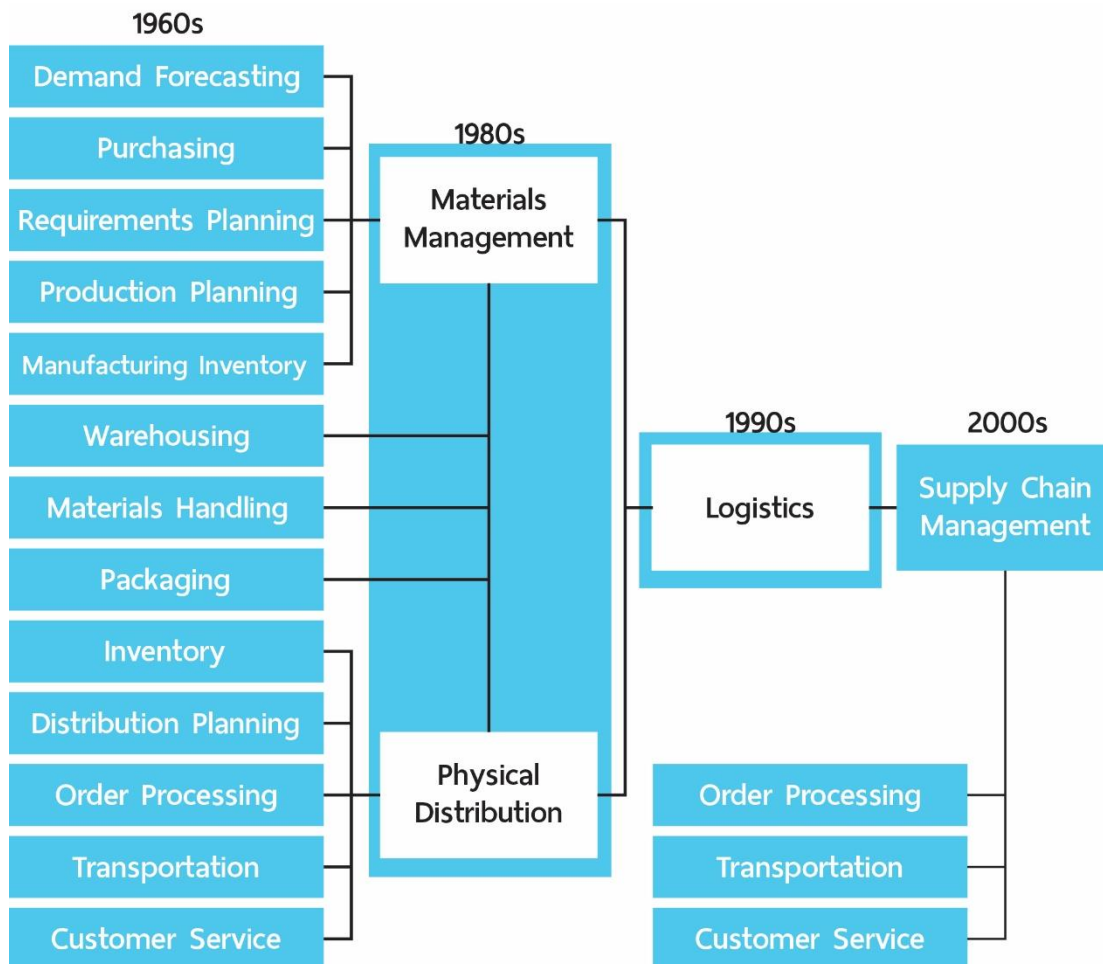 1960s
Demand Forecasting
Purchasing
Requirements Planning
Production Planning
Manufacturing Inventory
Warehousing
Materials Handling
Packaging
Inventory
Distribution Planning
Order Processing
Transportation
Customer Service
1980s
Materials
Management
Physical
Distribution
1990s
Logistics
2000s
Supply Chain
Management
Order Processing
Transportation
Customer Service